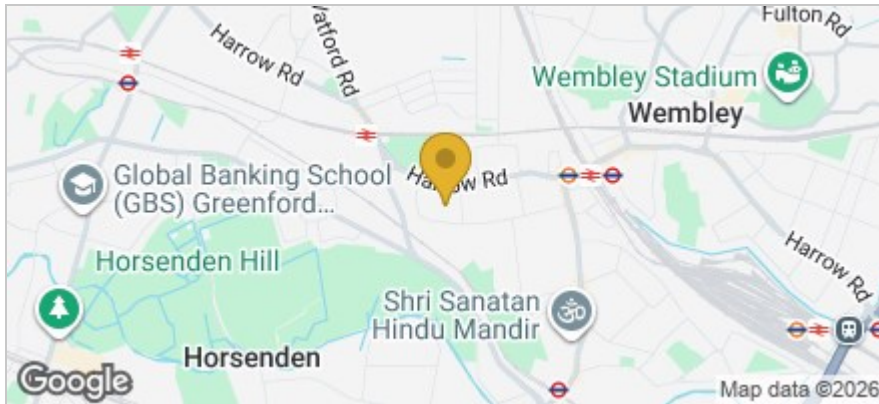 Harrow Rd
Watford Rd
Fulton Rd
Wembley Stadium
Wembley
Global Banking School
(GBS) Greenford...
Harrow Rd
Harrow Rd
Horsenden Hill
Shri Sanatan
Hindu Mandir
Horsenden
Google
Map data ©2026